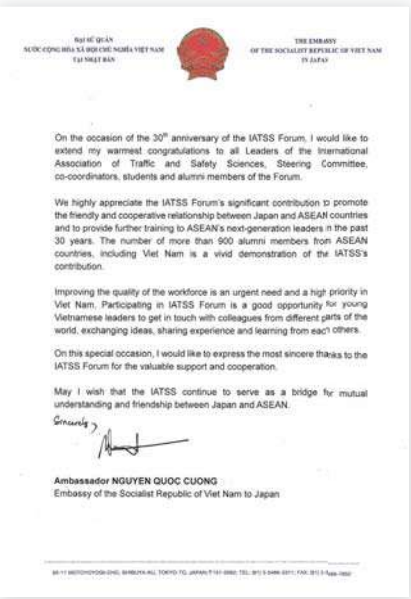 ĐẠI SỨ QUÁN
NƯỚC CỘNG HÒA XÃ HỘI CHỦ NGHĨA VIỆT NAM
TẠI NHẬT BẢN
THE EMBASSY
OF THE SOCIALIST REPUBLIC OF VIET NAM
IN JAPAN
On the occasion of the 30th anniversary of the IATSS Forum, I would like to
extend my warmest congratulations to all Leaders of the International
Association of Traffic and Safety Sciences, Steering Committee,
co-coordinators, students and alumni members of the Forum.
We highly appreciate the IATSS Forum's significant contribution to promote
the friendly and cooperative relationship between Japan and ASEAN countries
and to provide further training to ASEAN's next-generation leaders in the past
30 years. The number of more than 900 alumni members from ASEAN
countries, including Viet Nam is a vivid demonstration of the IATSS's
contribution.
Improving the quality of the workforce is an urgent need and a high priority in
Viet Nam. Participating in IATSS Forum is a good opportunity for young
Vietnamese leaders to get in touch with colleagues from different parts of the
world, exchanging ideas, sharing experience and learning from each others.
On this special occasion, I would like to express the most sincere thanks to the
IATSS Forum for the valuable support and cooperation.
May I wish that the IATSS continue to serve as a bridge for mutual
understanding and friendship between Japan and ASEAN.
Sincerely,
Ambassador NGUYEN QUOC CUONG
Embassy of the Socialist Republic of Viet Nam to Japan